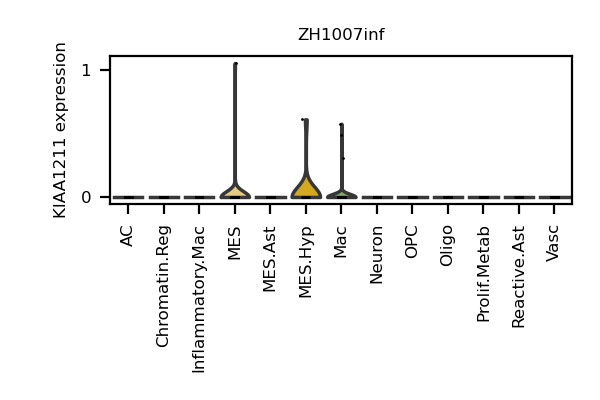 ZH1007inf
KIAA1211 expression
1
0
AC
Chromatin.Reg
Inflammatory.Mac
MES
MES.Ast
MES.Hyp
Mac
Neuron
OPC
Oligo
Prolif.Metab
Reactive.Ast
Vasc